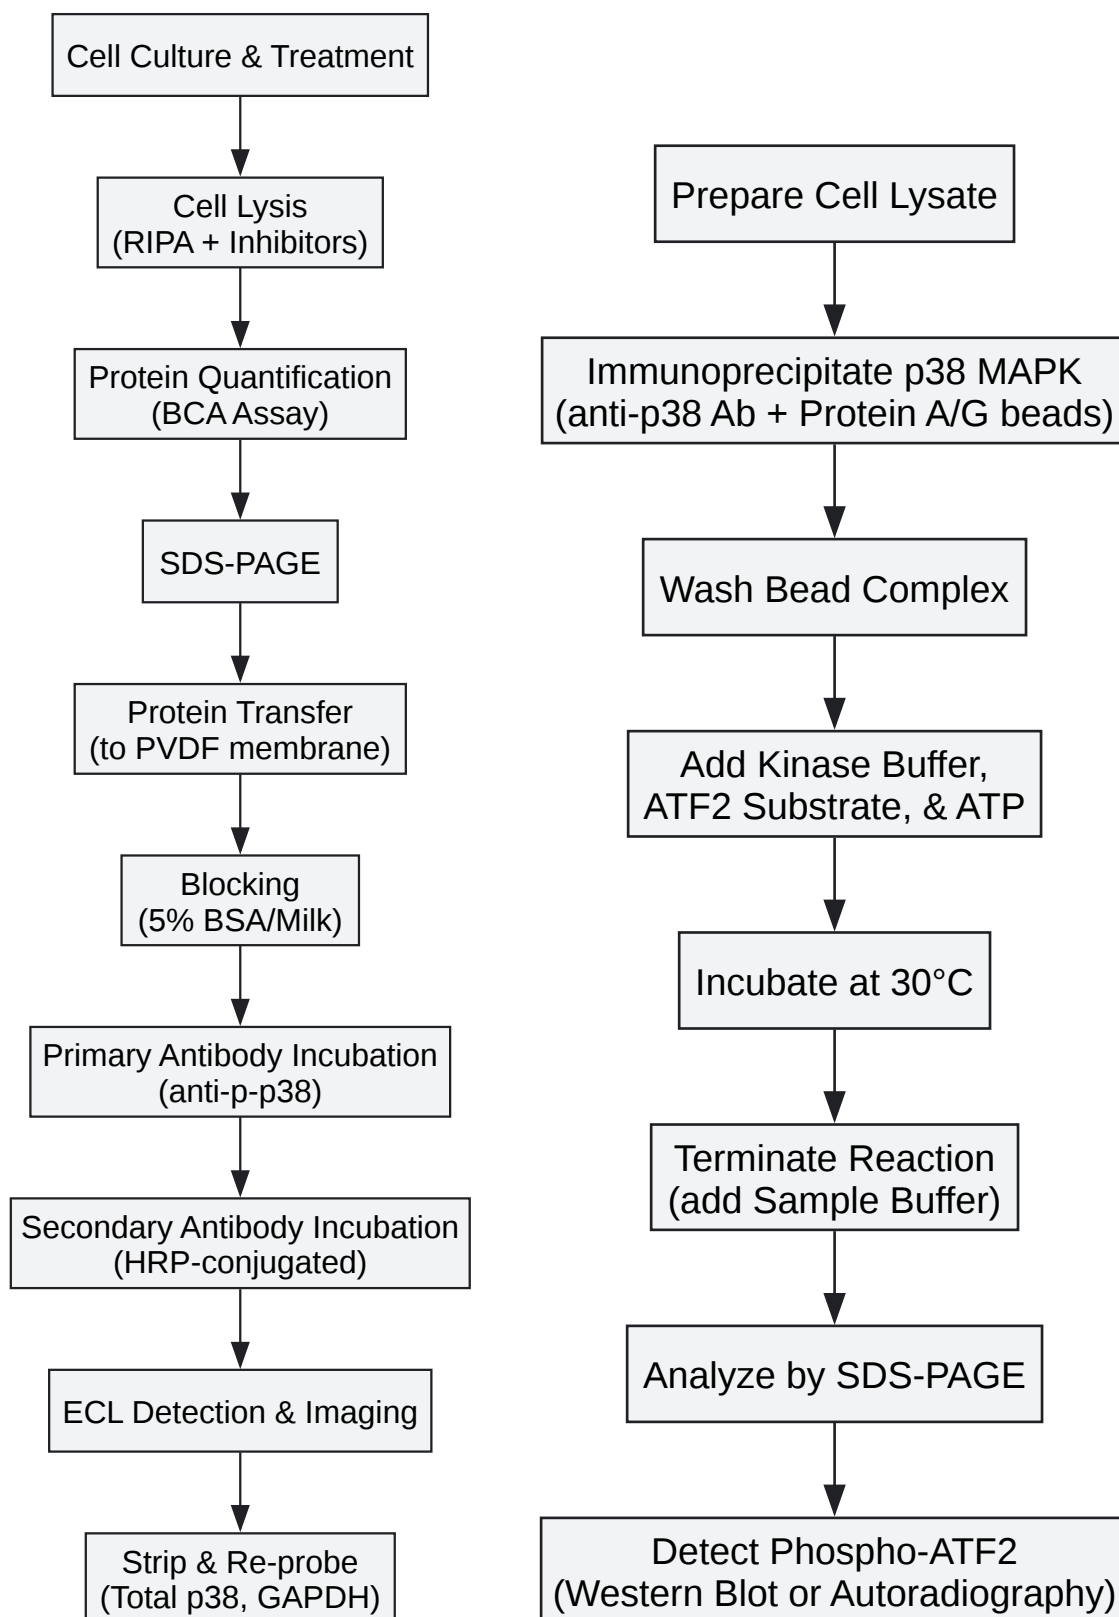 Cell Culture & Treatment
Cell Lysis
(RIPA + Inhibitors)
Protein Quantification
(BCA Assay)
SDS-PAGE
Protein Transfer
(to PVDF membrane)
Blocking
(5% BSA/Milk)
Primary Antibody Incubation
(anti-p-p38)
Secondary Antibody Incubation
(HRP-conjugated)
ECL Detection & Imaging
Strip & Re-probe
(Total p38, GAPDH)
Prepare Cell Lysate
Immunoprecipitate p38 MAPK
(anti-p38 Ab + Protein A/G beads)
Wash Bead Complex
Add Kinase Buffer,
ATF2 Substrate, & ATP
Incubate at 30°C
Terminate Reaction
(add Sample Buffer)
Analyze by SDS-PAGE
Detect Phospho-ATF2
(Western Blot or Autoradiography)